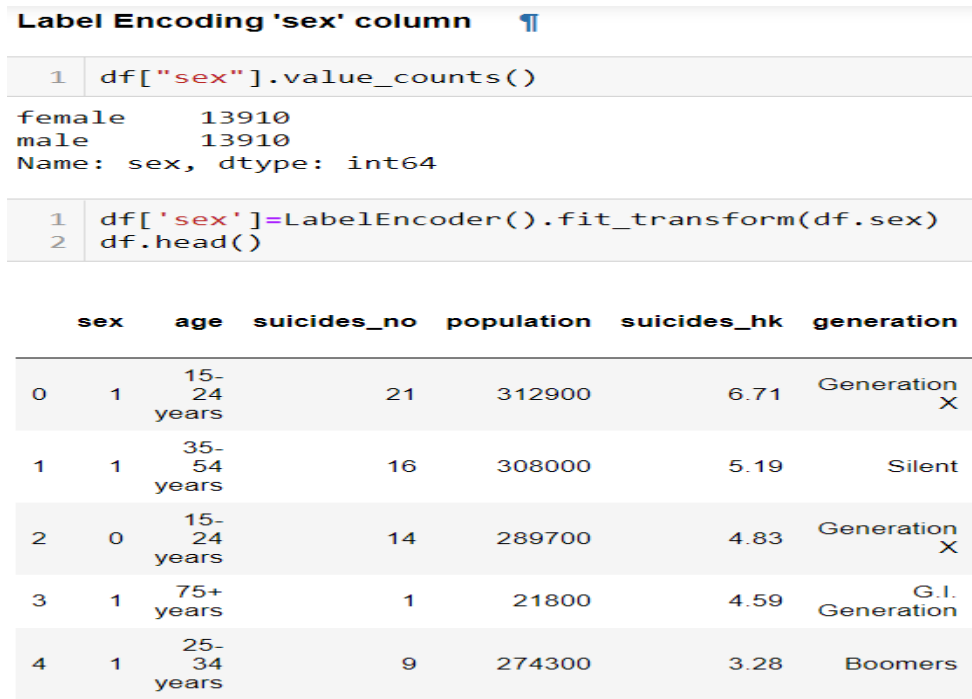 Label Encoding 'sex' column ¶
1 df["sex"].value_counts()
female 13910
male 13910
Name: sex, dtype: int64
1 df['sex']=LabelEncoder().fit_transform(df.sex)
2 df.head()
sex age suicides_no population suicides_hk generation
15-
0 1 24 21 312900 6.71 Generation
years X
35-
1 1 54 16 308000 5.19 Silent
years
15-
2 0 24 14 289700 4.83 Generation
years X
3 1 75+ 1 21800 4.59 G.I.
years Generation
25-
4 1 34 9 274300 3.28 Boomers
years